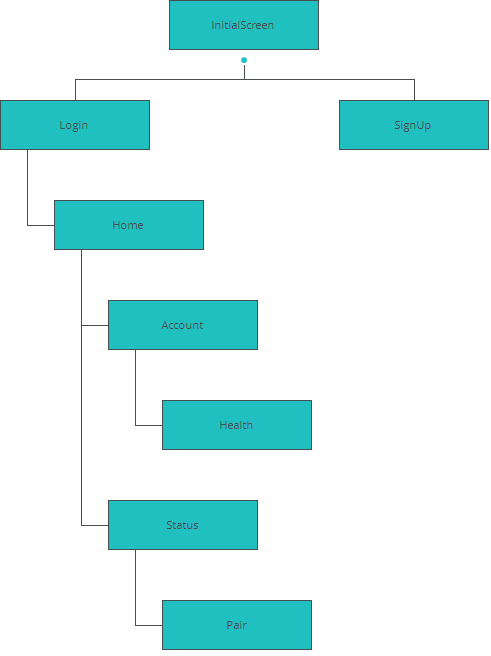 InitialScreen
Login
SignUp
Home
Account
Health
Status
Pair